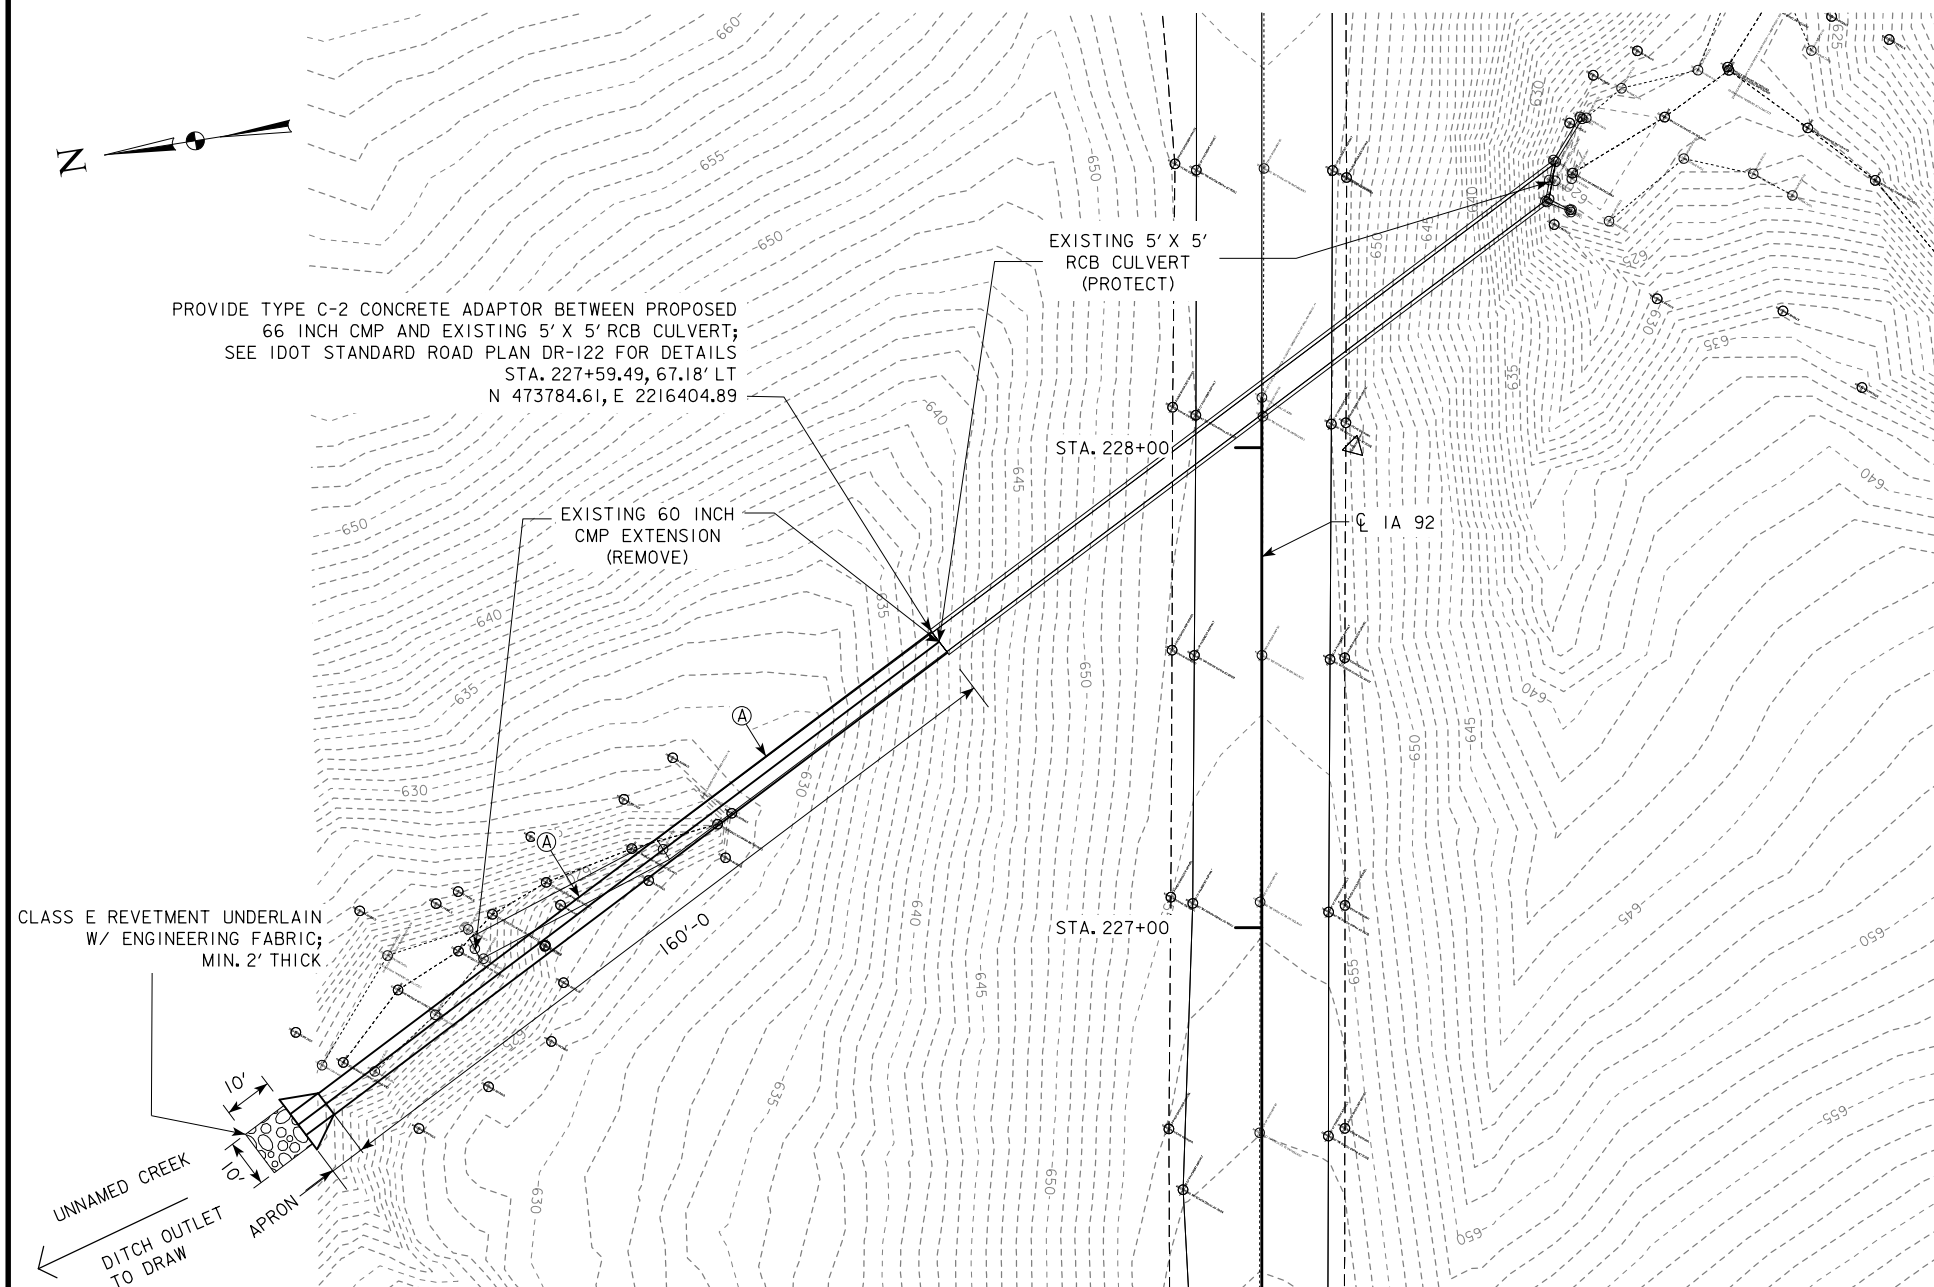 660
625
630
N
655
650
650
640
EXISTING 5' X 5'
RCB CULVERT
(PROTECT)
645
650
625
630
635
PROVIDE TYPE C-2 CONCRETE ADAPTOR BETWEEN PROPOSED
66 INCH CMP AND EXISTING 5' X 5' RCB CULVERT;
SEE IDOT STANDARD ROAD PLAN DR-122 FOR DETAILS
STA. 227+59.49, 67.18' LT
N 473784.61, E 2216404.89
635
640
STA. 228+00
645
640
650
EXISTING 60 INCH
CMP EXTENSION
(REMOVE)
℄ IA 92
635
640
650
635
640
A
645
650
630
630
A
CLASS E REVETMENT UNDERLAIN
W/ ENGINEERING FABRIC;
MIN. 2' THICK
160'-0
640
STA. 227+00
645
650
645
655
625
635
10'
10'
655
UNNAMED CREEK
APRON
650
630
650
DITCH OUTLET
TO DRAW